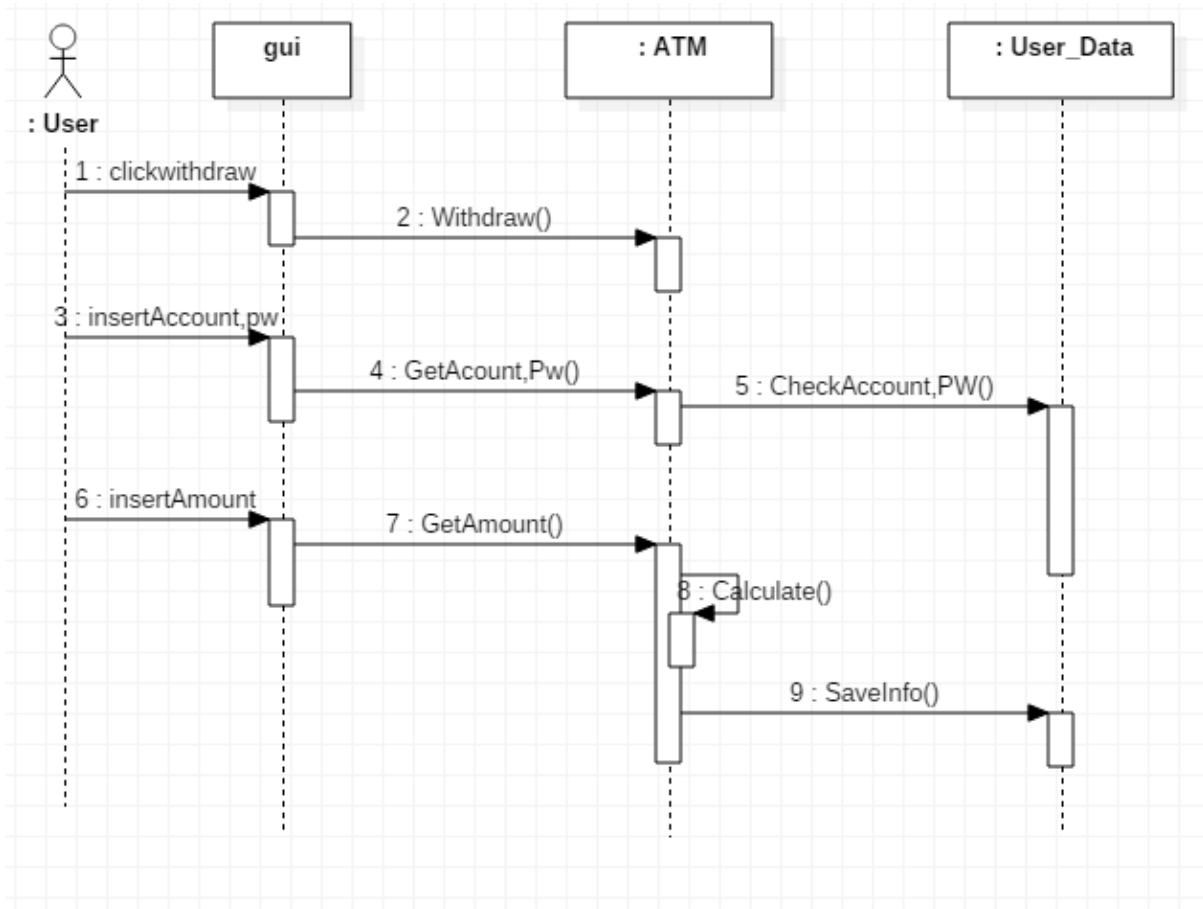 gui
: ATM
: User_Data
: User
1 : clickwithdraw
2 : Withdraw()
3 : insertAccount,pw
4 : GetAcount,Pw()
5 : CheckAccount,PW()
6 : insertAmount
7 : GetAmount()
8 : Calculate()
9 : SaveInfo()